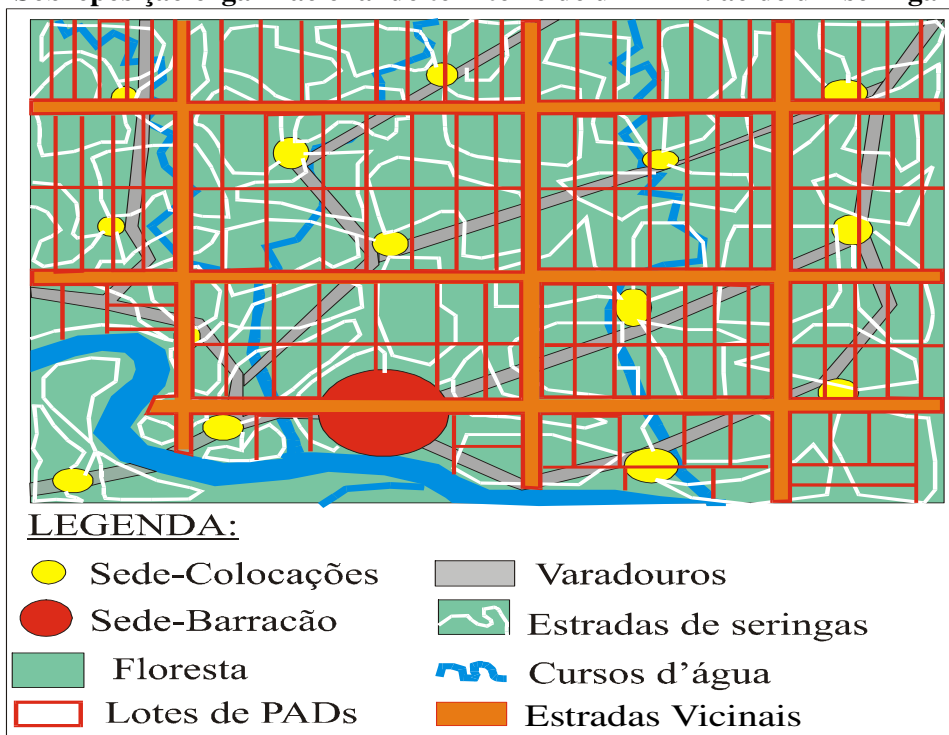 LEGENDA:
Sede-Colocações
Varadouros
Sede-Barracão
Estradas de seringas
Floresta
Cursos d'água
Lotes de PADs
Estradas Vicinais